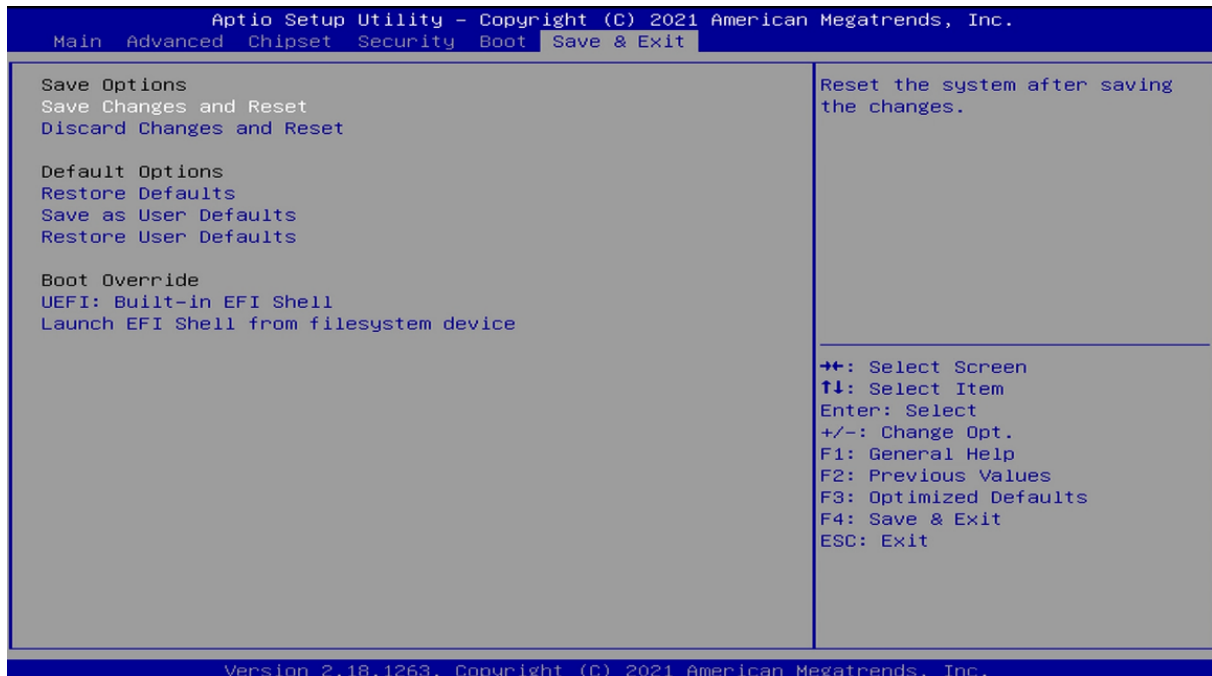 Aptio Setup Utility – Copyright (C) 2021 American Megatrends, Inc.
Main Advanced Chipset Security Boot Save & Exit
Save Options
Save Changes and Reset
Discard Changes and Reset
Default Options
Restore Defaults
Save as User Defaults
Restore User Defaults
Boot Override
UEFI: Built-in EFI Shell
Launch EFI Shell from filesystem device
Reset the system after saving
the changes.
→←: Select Screen
↑↓: Select Item
Enter: Select
+/-: Change Opt.
F1: General Help
F2: Previous Values
F3: Optimized Defaults
F4: Save & Exit
ESC: Exit
Version 2.18.1263. Copyright (C) 2021 American Megatrends, Inc.